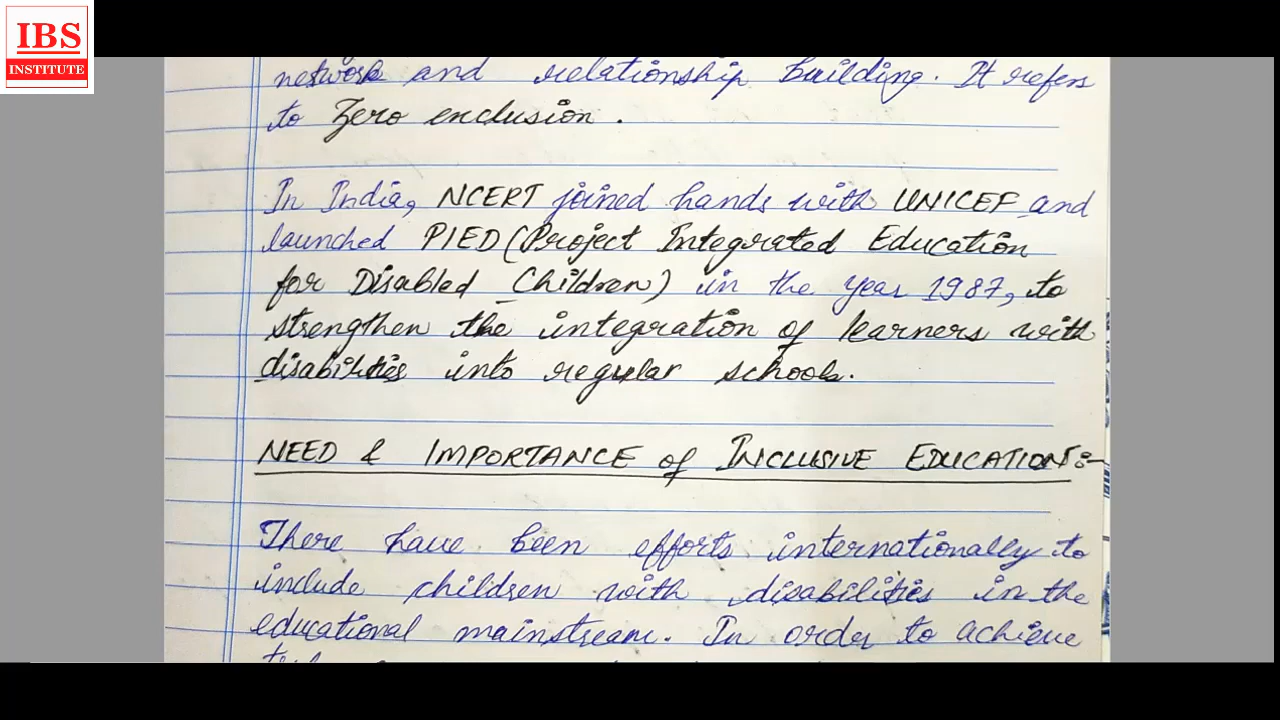 IBS
INSTITUTE
network and relationship building. It refers
to Zero enclusion.
In India, NCERT joined hands with UNICEF and
launched PIED (Project Integrated Education
for Disabled Children) in the year 1987, to
strengthen the integration of learners with
disabilities into regular schools.
NEED & IMPORTANCE of INCLUSIVE EDUCATION:-
There have been efforts internationally to
include children with disabilities in the
educational mainstream. In order to achieve